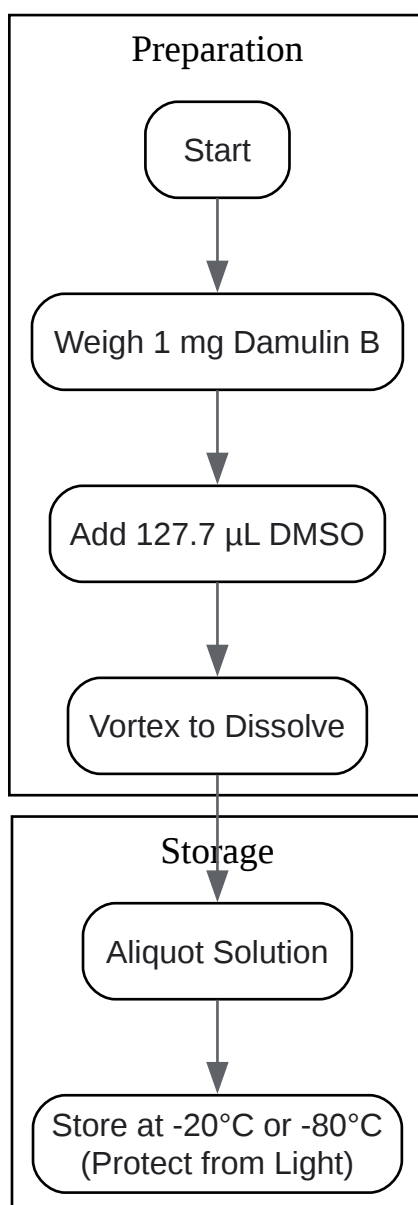 Preparation
Start
Weigh 1 mg Damulin B
Add 127.7 µL DMSO
Vortex to Dissolve
Storage
Aliquot Solution
Store at -20°C or -80°C
(Protect from Light)